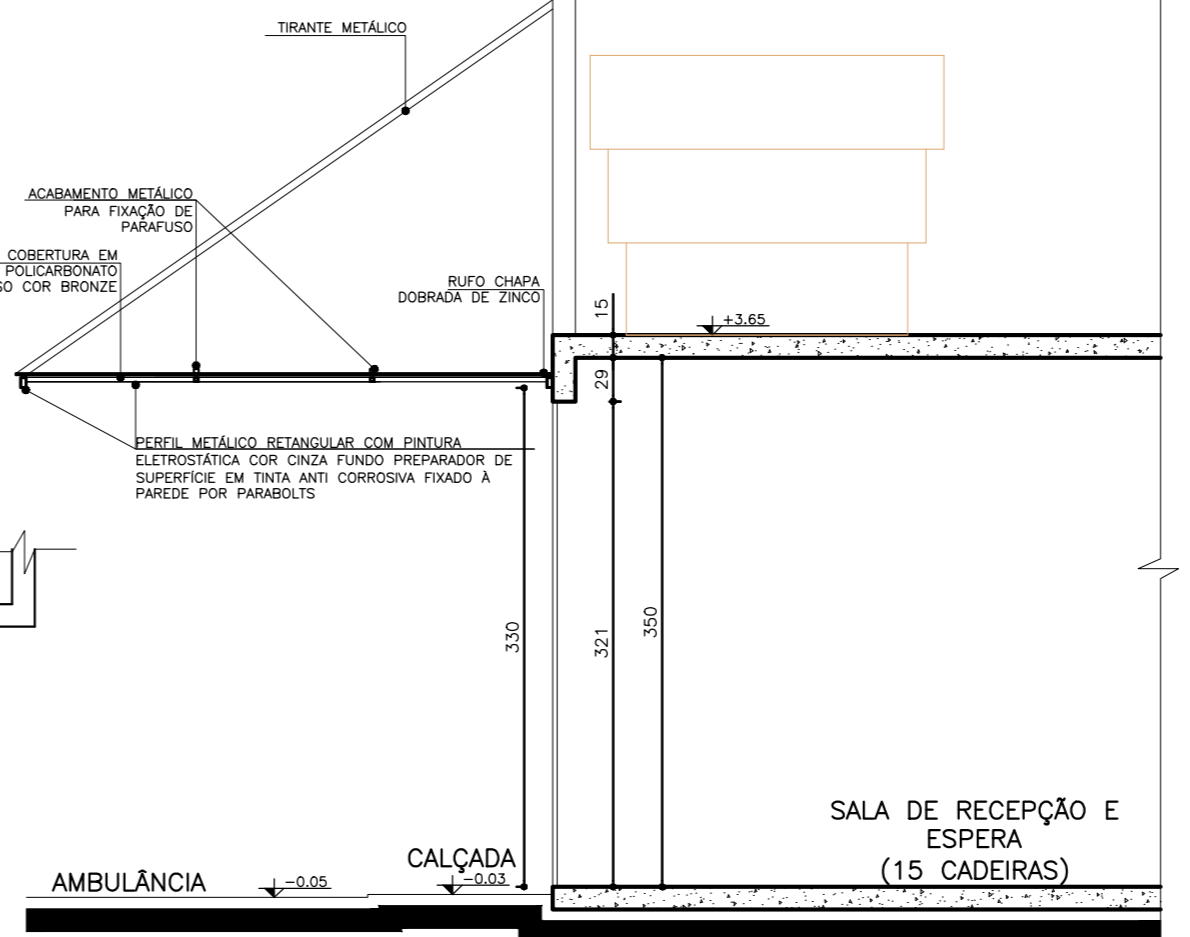 TIRANTE METÁLICO
ACABAMENTO METÁLICO
PARA FIXAÇÃO DE
PARAFUSO
COBERTURA EM
POLICARBONATO
COR BRONZE
RUFO CHAPA
DOBRADA DE ZINCO
15
+3.65
29
PERFIL METÁLICO RETANGULAR COM PINTURA
ELETROSTÁTICA COR CINZA FUNDO PREPARADOR DE
SUPERFÍCIE EM TINTA ANTI CORROSIVA FIXADO À
PAREDE POR PARABOLTS
330
321
350
SALA DE RECEPÇÃO E
ESPERA
(15 CADEIRAS)
CALÇADA
-0.03
AMBULÂNCIA
-0.05